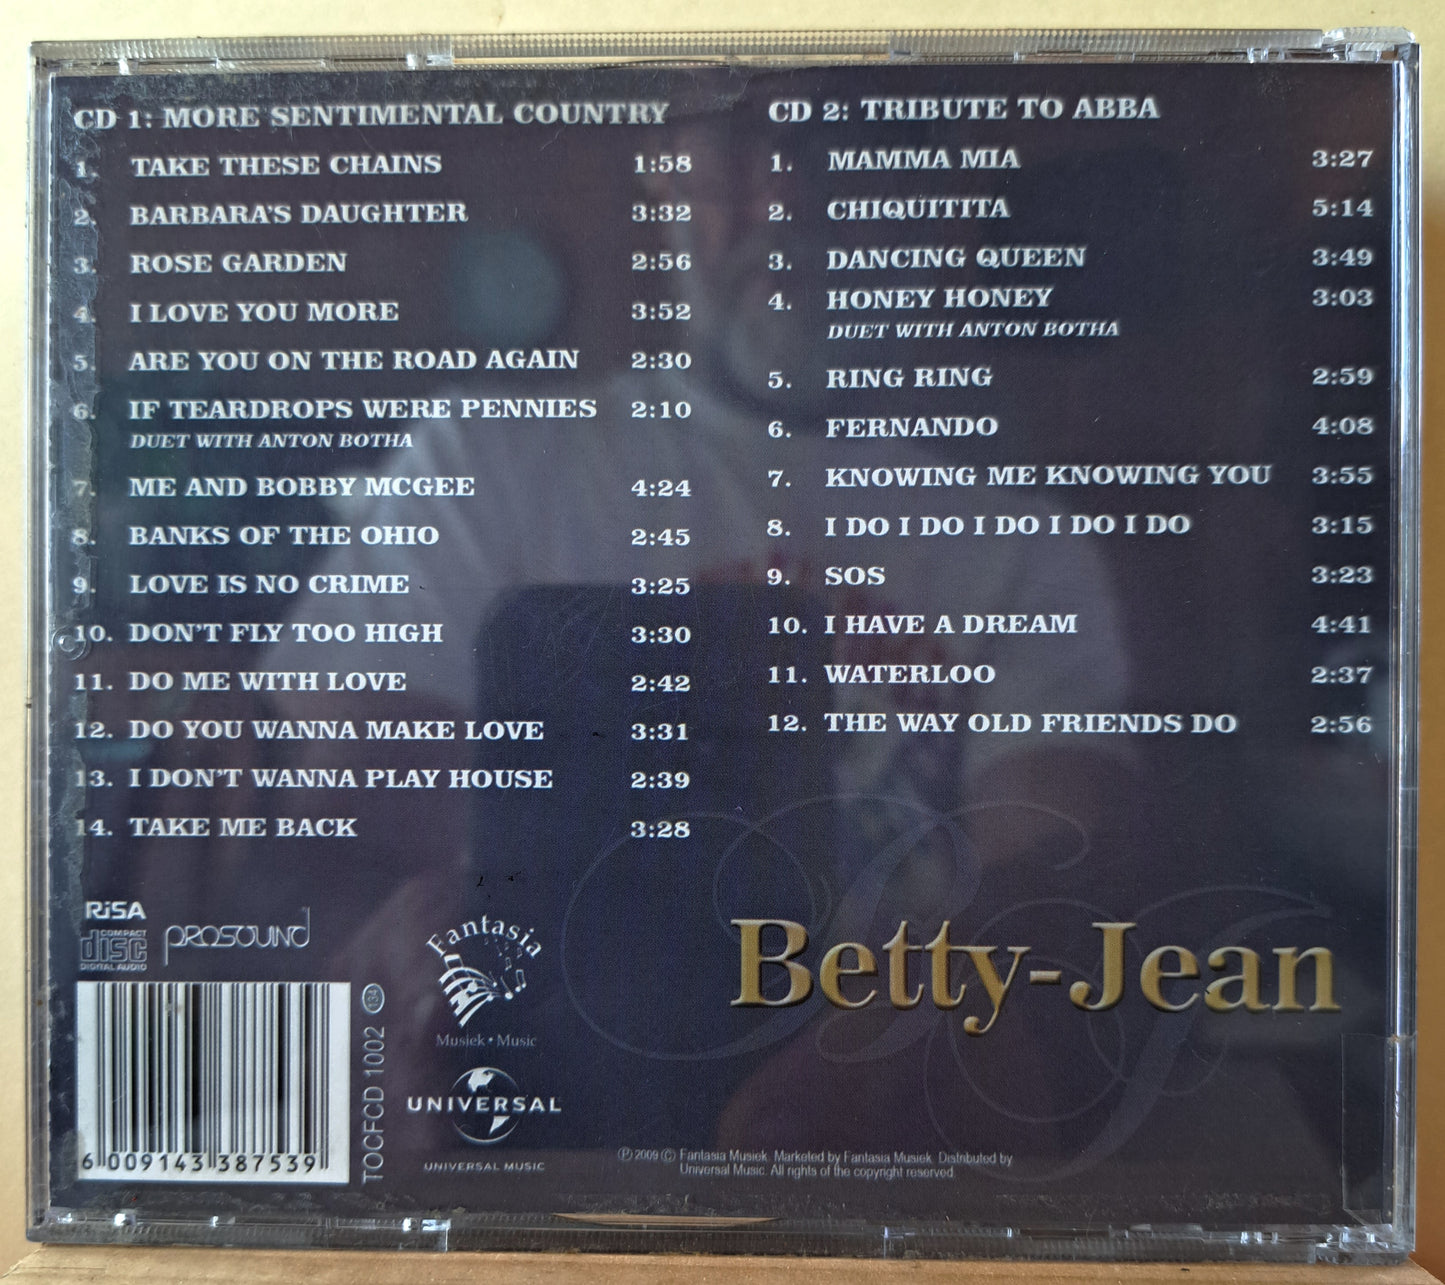 CD 1: MORE SENTIMENTAL COUNTRY
1. TAKE THESE CHAINS 1:58
2. BARBARA'S DAUGHTER 3:32
3. ROSE GARDEN 2:56
4. I LOVE YOU MORE 3:52
5. ARE YOU ON THE ROAD AGAIN 2:30
6. IF TEARDROPS WERE PENNIES 2:10
DUET WITH ANTON BOTHA
7. ME AND BOBBY MCGEE 4:24
8. BANKS OF THE OHIO 2:45
9. LOVE IS NO CRIME 3:25
10. DON'T FLY TOO HIGH 3:30
11. DO ME WITH LOVE 2:42
12. DO YOU WANNA MAKE LOVE 3:31
13. I DON'T WANNA PLAY HOUSE 2:39
14. TAKE ME BACK 3:28
CD 2: TRIBUTE TO ABBA
1. MAMMA MIA 3:27
2. CHIQUITITA 5:14
3. DANCING QUEEN 3:49
4. HONEY HONEY 3:03
DUET WITH ANTON BOTHA
5. RING RING 2:59
6. FERNANDO 4:08
7. KNOWING ME KNOWING YOU 3:55
8. I DO I DO I DO I DO I DO 3:15
9. SOS 3:23
10. I HAVE A DREAM 4:41
11. WATERLOO 2:37
12. THE WAY OLD FRIENDS DO 2:56
RiSA
COMPACT
disc
DIGITAL AUDIO
PROSOUND
6 009143 387539
TOCFCD 1002 134
Fantasia
Musiek • Music
UNIVERSAL
UNIVERSAL MUSIC
Betty-Jean
℗ 2009 © Fantasia Musiek. Marketed by Fantasia Musiek. Distributed by
Universal Music. All rights of the copyright reserved.